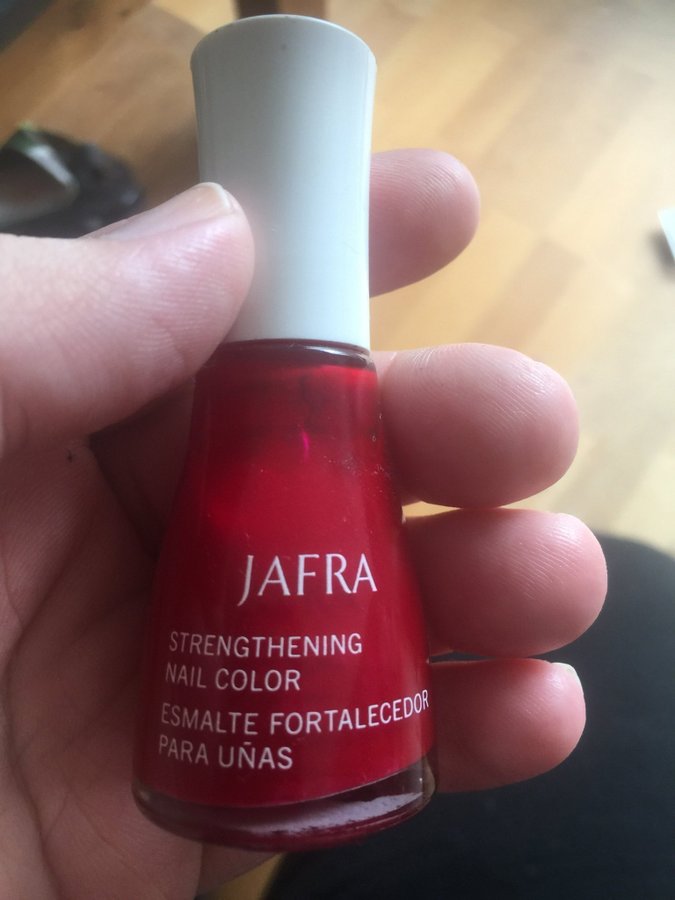 JAFRA
STRENGTHENING
NAIL COLOR
ESMALTE FORTALECEDOR
PARA UÑAS